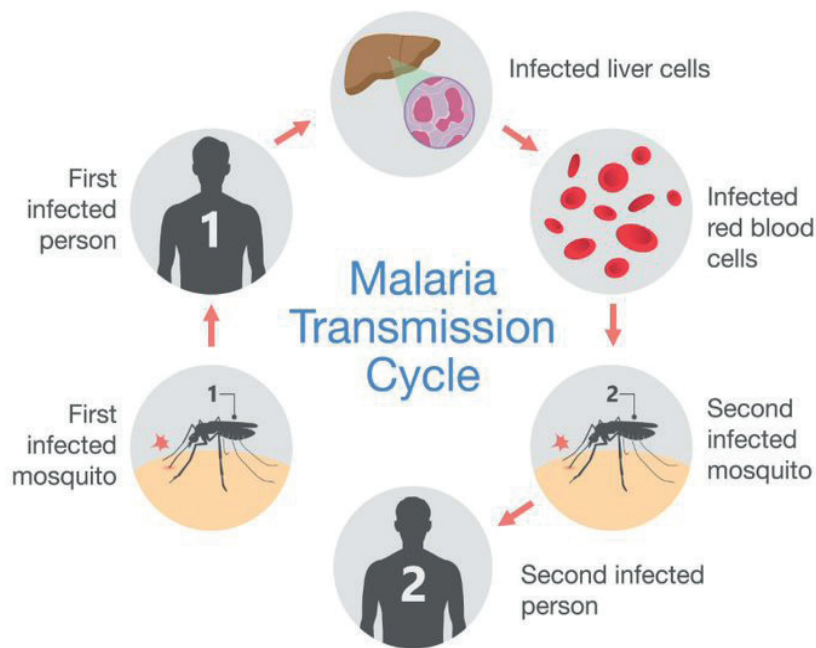 Infected liver cells
First
infected
person
1
Infected
red blood
cells
Malaria
Transmission
Cycle
1
First
infected
mosquito
2
Second
infected
mosquito
2
Second infected
person